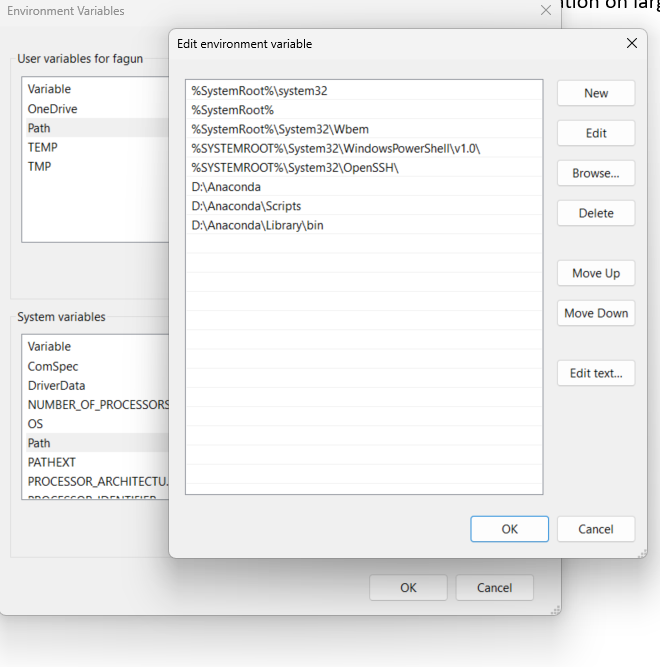 ntion on larg
Environment Variables
User variables for fagun
Variable
OneDrive
Path
TEMP
TMP
System variables
Variable
ComSpec
DriverData
NUMBER_OF_PROCESSORS
OS
Path
PATHEXT
PROCESSOR_ARCHITECTU...
PROCESSOR_IDENTIFIER
OK
Cancel
Edit environment variable
%SystemRoot%\system32
%SystemRoot%
%SystemRoot%\System32\Wbem
%SYSTEMROOT%\System32\WindowsPowerShell\v1.0\
%SYSTEMROOT%\System32\OpenSSH\
D:\Anaconda
D:\Anaconda\Scripts
D:\Anaconda\Library\bin
New
Edit
Browse...
Delete
Move Up
Move Down
Edit text...
OK
Cancel